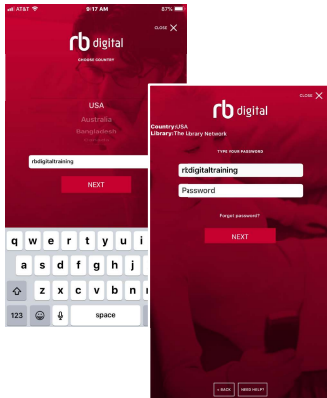 AT&T 9:17 AM 87%
CLOSE X
rb digital
CHOOSE COUNTRY
USA
Australia
Bangladesh
rbdigitaltraining
NEXT
q w e r t y u i
a s d f g h j
z x c v b n
123 space
CLOSE X
rb digital
Country:USA
Library:The Library Network
TYPE YOUR PASSWORD
rbdigitaltraining
Password
Forgot password?
NEXT
< BACK NEED HELP?